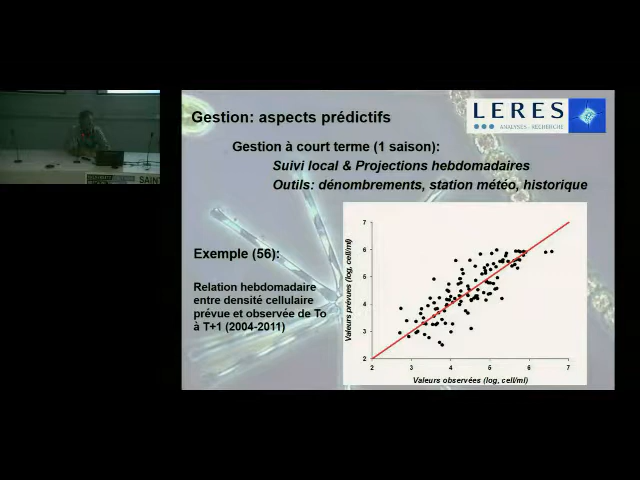 Gestion: aspects prédictifs
LERES
ANALYSES - RECHERCHE
Gestion à court terme (1 saison):
Suivi local & Projections hebdomadaires
Outils: dénombrements, station météo, historique
Exemple (56):
Relation hebdomadaire
entre densité cellulaire
prévue et observée de To
à T+1 (2004-2011)
Valeurs prévues (log, cell/ml)
7
6
5
4
3
2
2 3 4 5 6 7
Valeurs observées (log, cell/ml)
SAINT